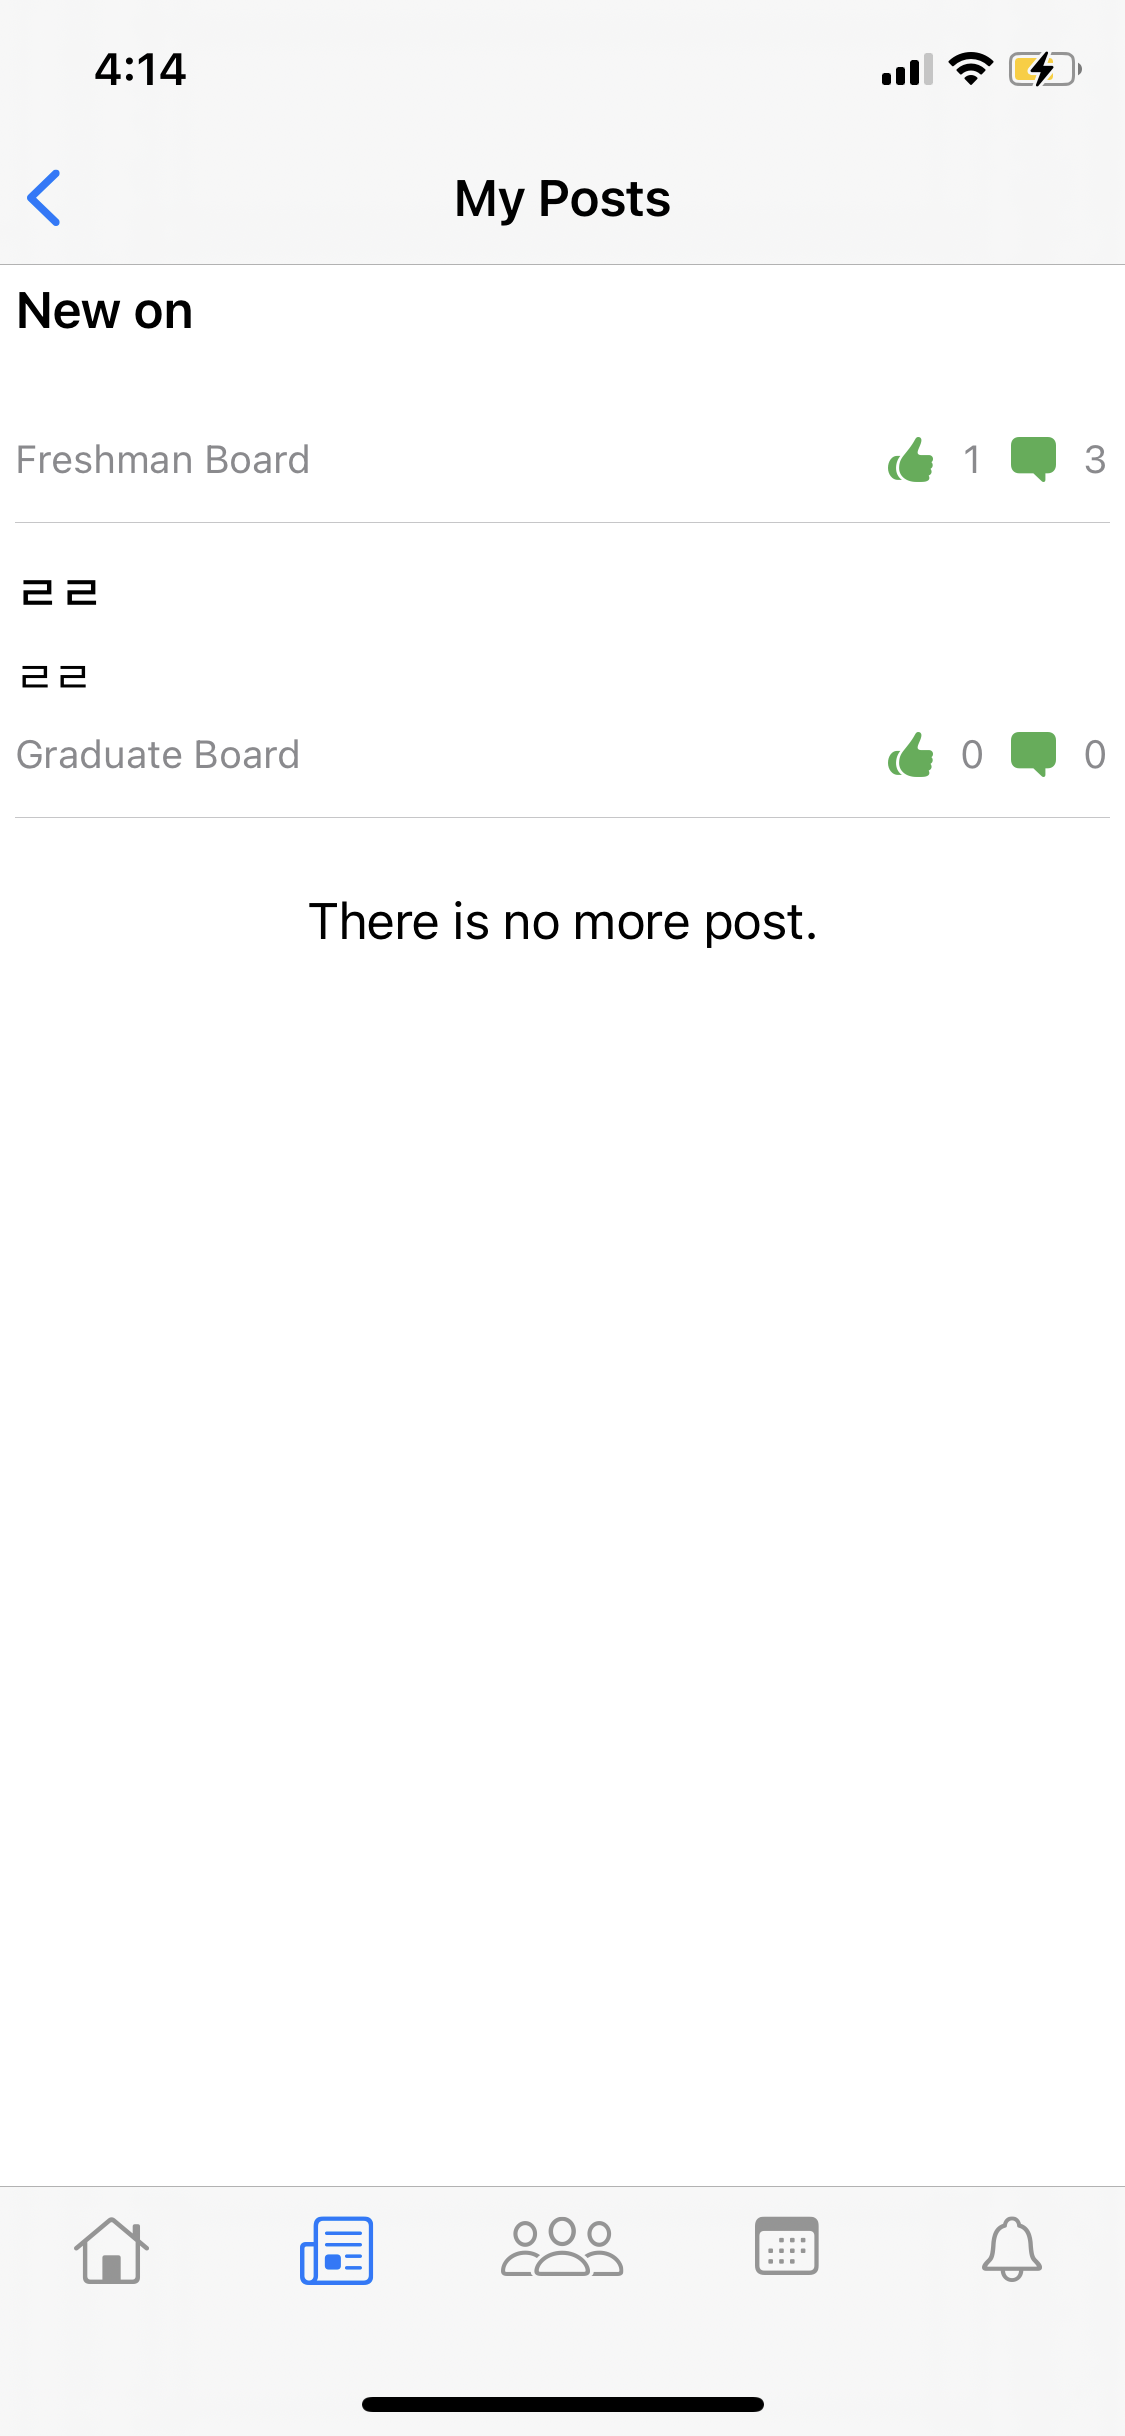 4:14
My Posts
New on
Freshman Board 1 3
ㄹㄹ
ㄹㄹ
Graduate Board 0 0
There is no more post.